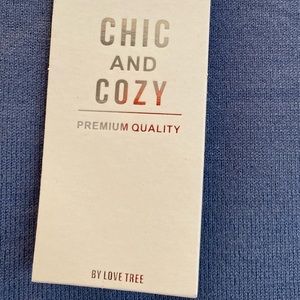 CHIC
AND
COZY
PREMIUM QUALITY
BY LOVE TREE